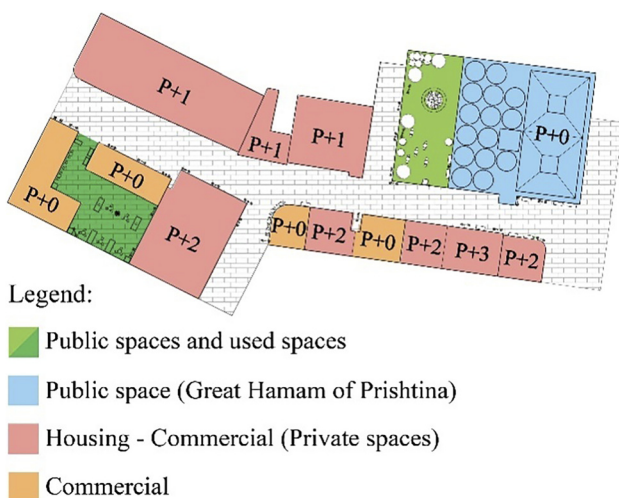 P+1
P+1
P+1
P+0
P+0
P+0
P+2
P+0
P+2
P+0
P+2
P+3
P+2
Legend:
Public spaces and used spaces
Public space (Great Hamam of Prishtina)
Housing - Commercial (Private spaces)
Commercial